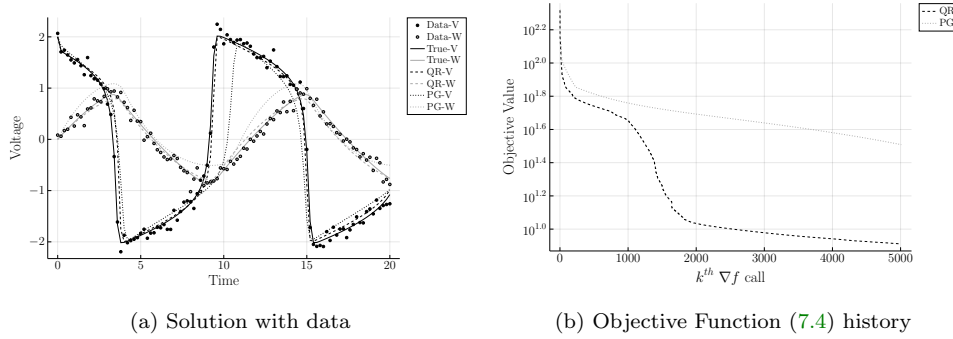 Data-V
Data-W
True-V
True-W
QR-V
QR-W
PG-V
PG-W
Voltage
2
1
0
−1
−2
0
5
10
15
20
Time
(a) Solution with data
QR
PG
Objective Value
10^2.2
10^2.0
10^1.8
10^1.6
10^1.4
10^1.2
10^1.0
0
1000
2000
3000
4000
5000
k^th ∇f call
(b) Objective Function (7.4) history